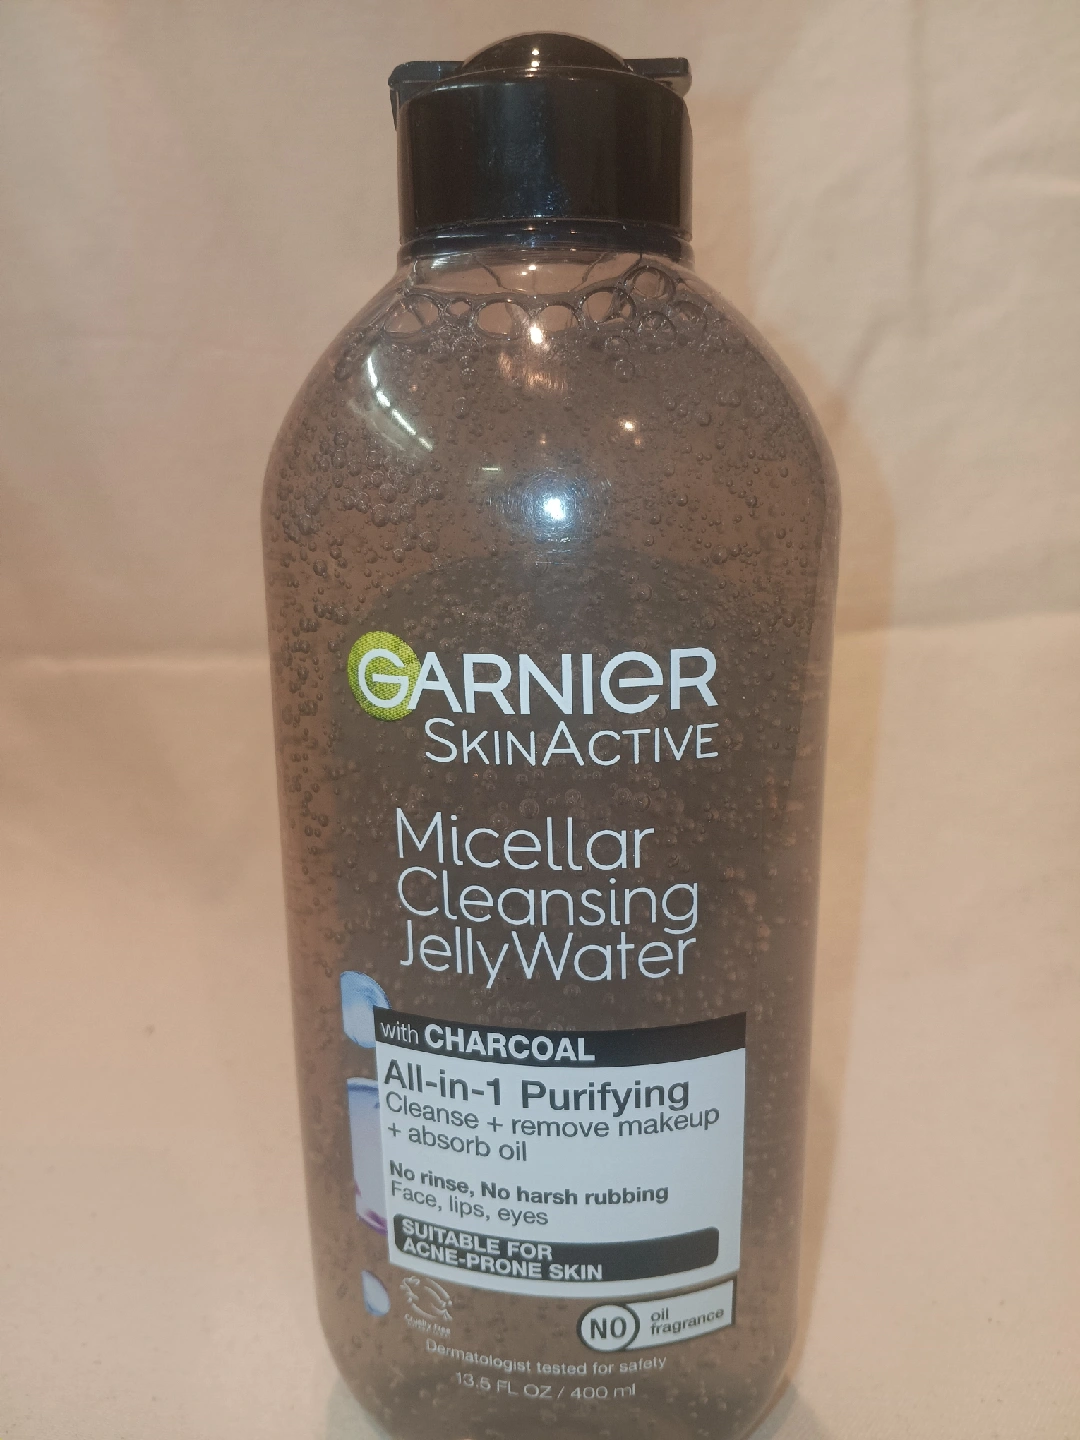 GARNIER
SKINACTIVE
Micellar
Cleansing
JellyWater
with CHARCOAL
All-in-1 Purifying
Cleanse + remove makeup
+ absorb oil
No rinse, No harsh rubbing
Face, lips, eyes
SUITABLE FOR
ACNE-PRONE SKIN
Cruelty free
NO oil
fragrance
Dermatologist tested for safety
13.5 FL OZ / 400 ml